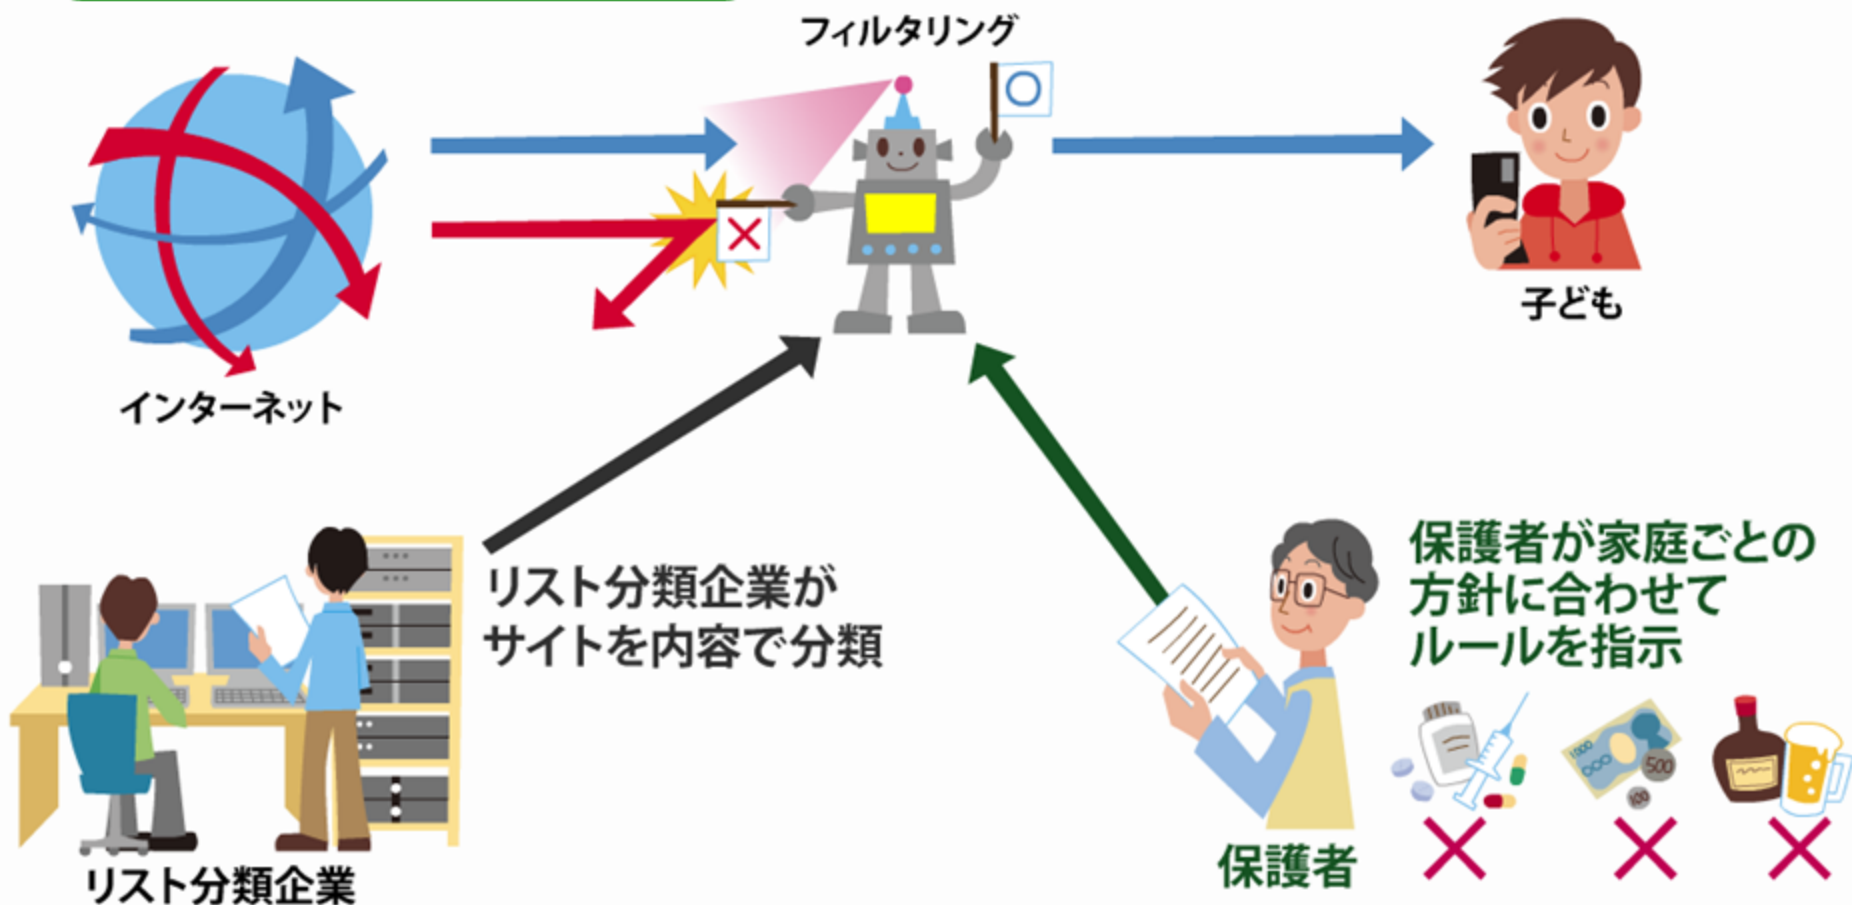 フィルタリング
インターネット
子ども
リスト分類企業が
サイトを内容で分類
保護者が家庭ごとの
方針に合わせて
ルールを指示
1000
500
100
リスト分類企業
保護者